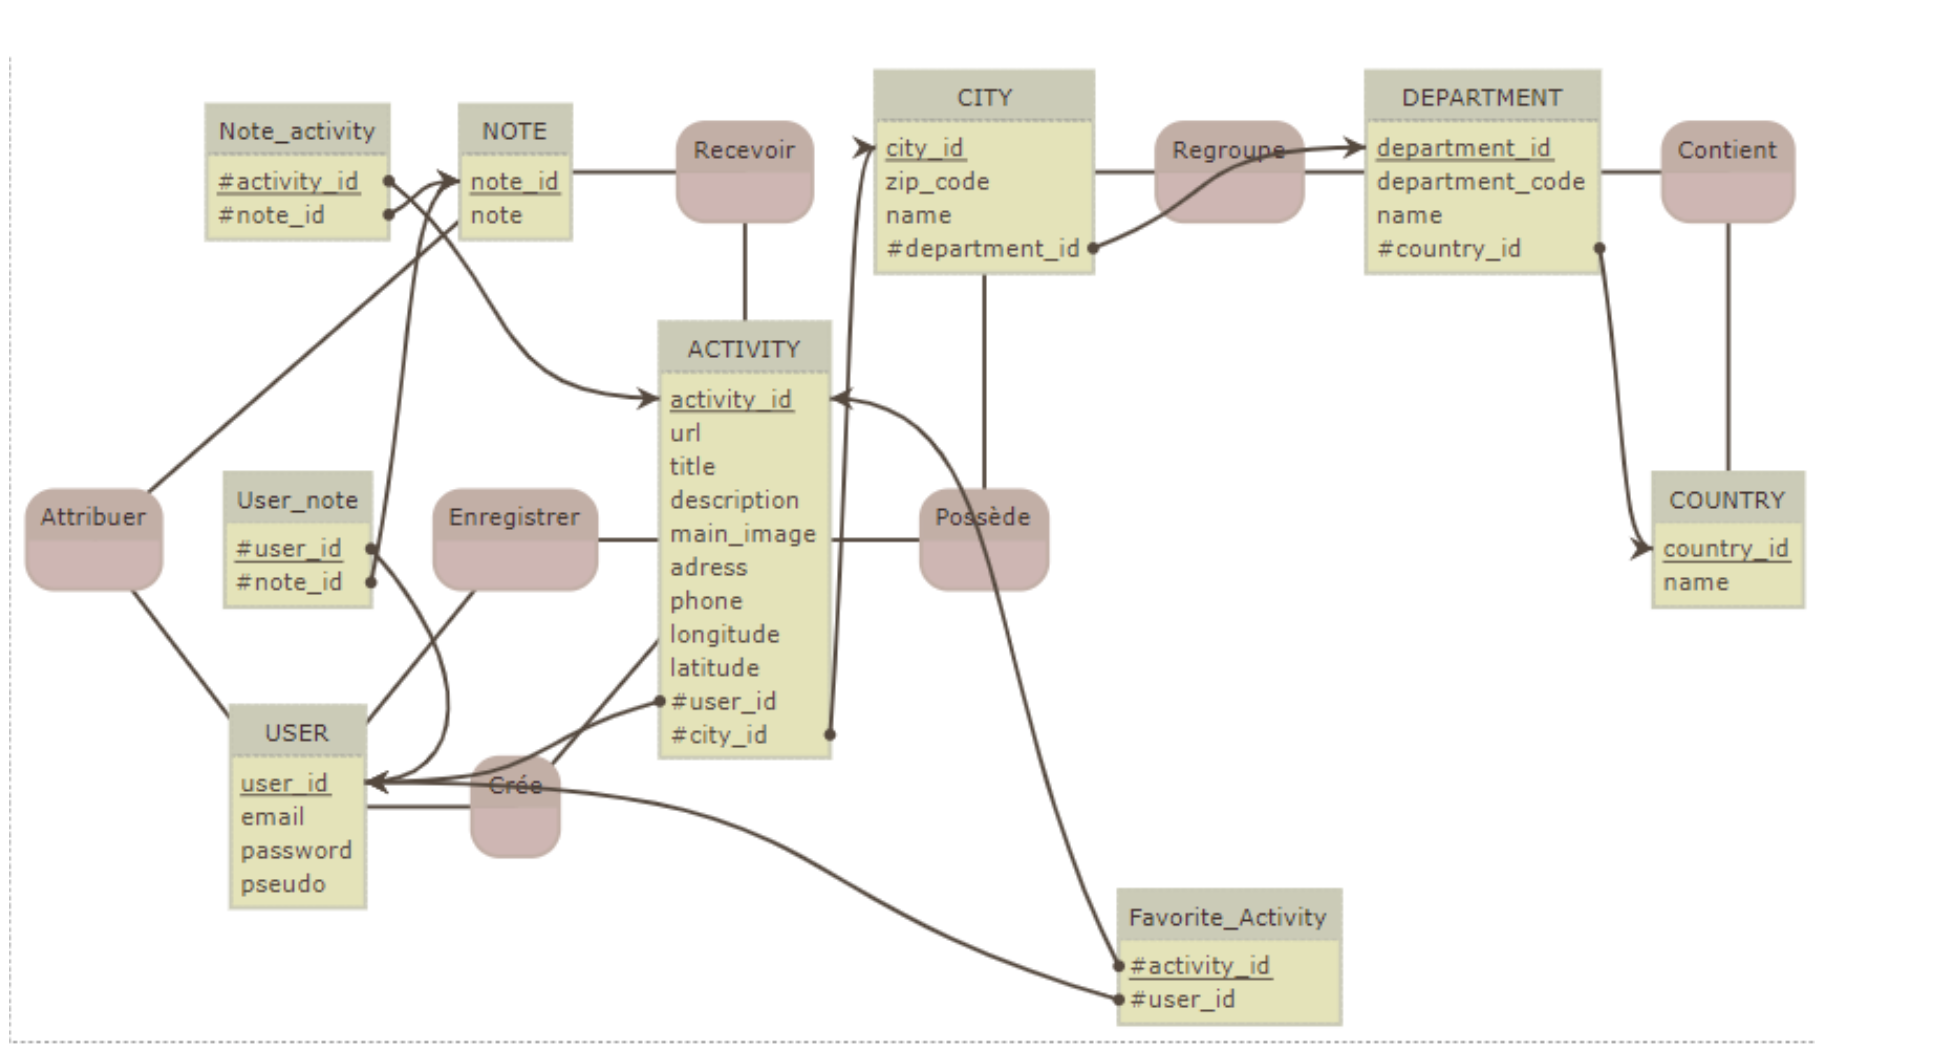 Note_activity
#activity_id
#note_id
NOTE
note_id
note
Recevoir
CITY
city_id
zip_code
name
#department_id
Regroupe
DEPARTMENT
department_id
department_code
name
#country_id
Contient
ACTIVITY
activity_id
url
title
description
main_image
adress
phone
longitude
latitude
#user_id
#city_id
Attribuer
User_note
#user_id
#note_id
Enregistrer
Possède
COUNTRY
country_id
name
USER
user_id
email
password
pseudo
Crée
Favorite_Activity
#activity_id
#user_id